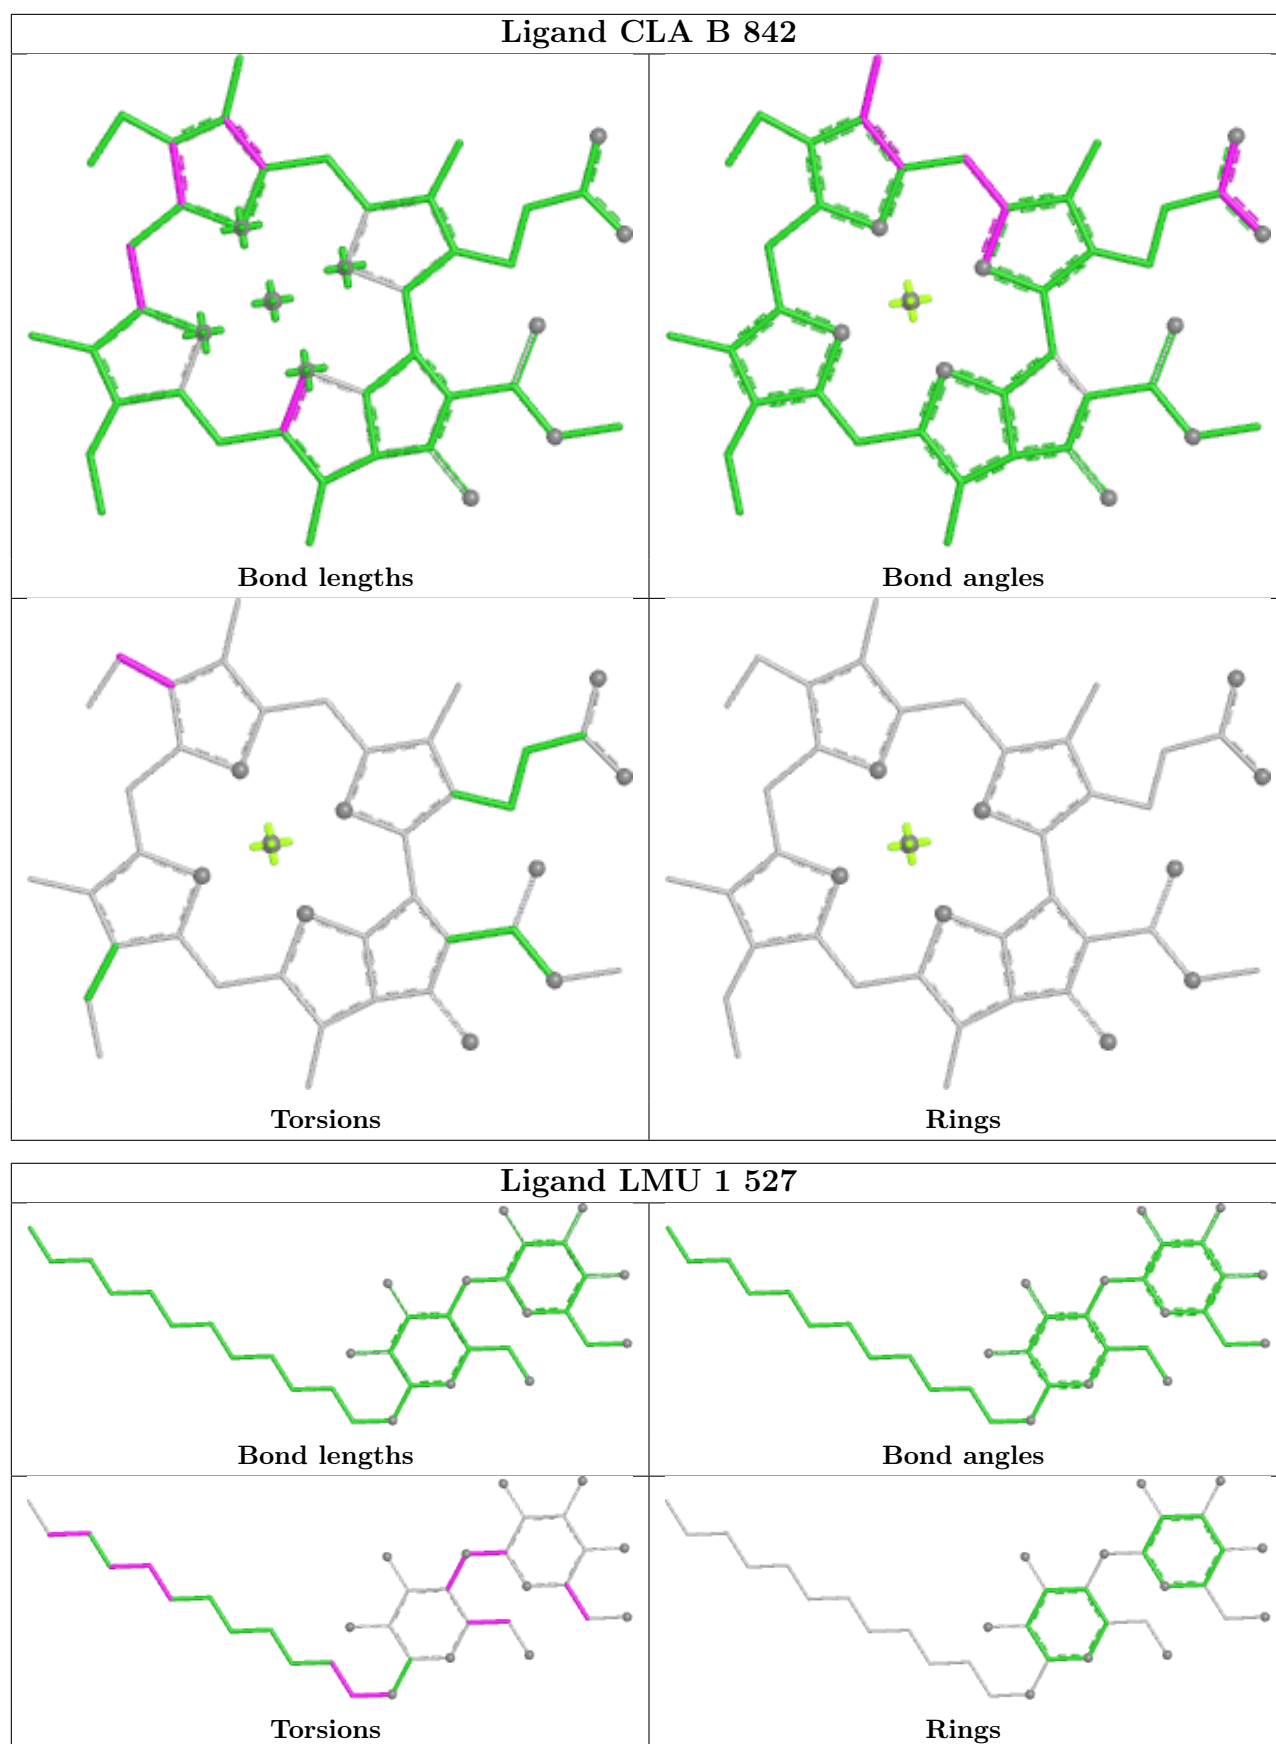 Ligand CLA B 842
Bond lengths
Bond angles
Torsions
Rings
Ligand LMU 1 527
Bond lengths
Bond angles
Torsions
Rings